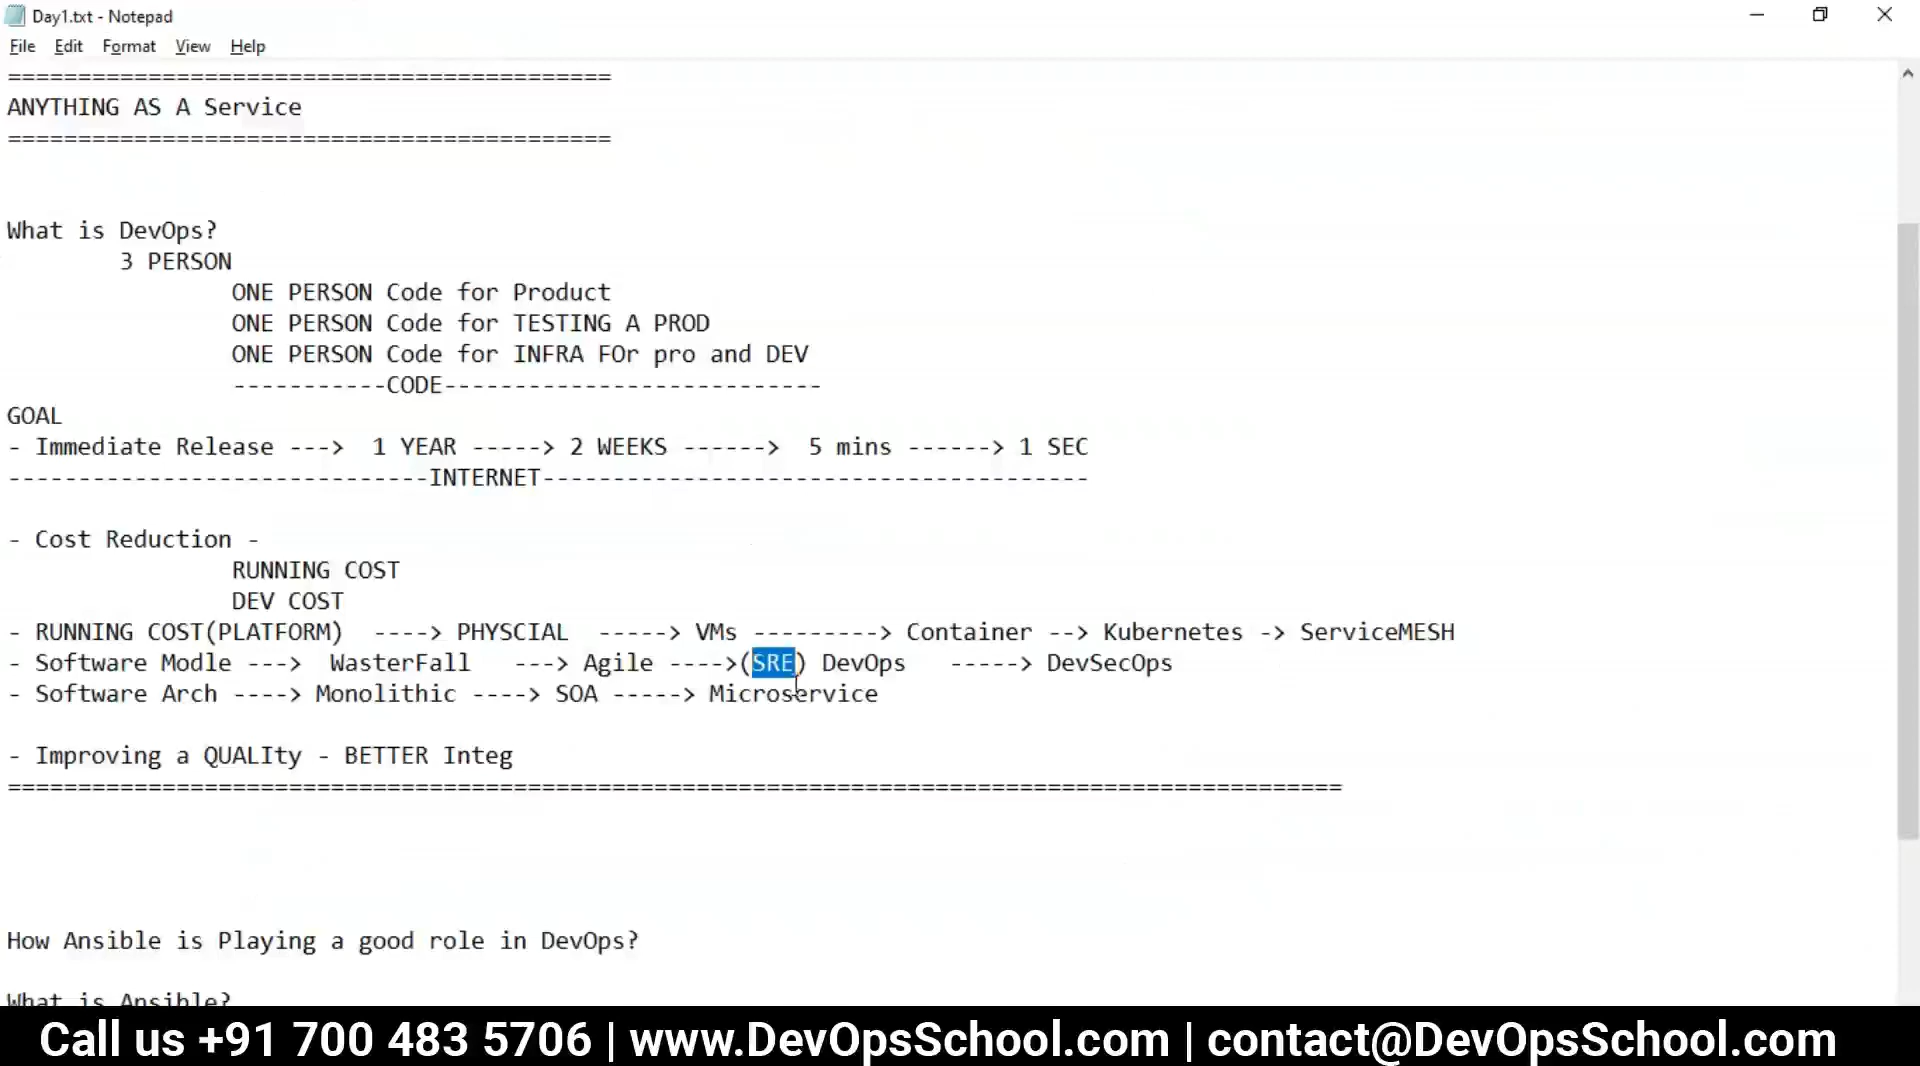 Day1.txt - Notepad
File Edit Format View Help
===========================================
ANYTHING AS A Service
===========================================
What is DevOps?
3 PERSON
ONE PERSON Code for Product
ONE PERSON Code for TESTING A PROD
ONE PERSON Code for INFRA FOr pro and DEV
-----------CODE---------------------------
GOAL
- Immediate Release ---> 1 YEAR -----> 2 WEEKS ------> 5 mins ------> 1 SEC
------------------------------INTERNET---------------------------------------
- Cost Reduction -
RUNNING COST
DEV COST
- RUNNING COST(PLATFORM) ----> PHYSCIAL -----> VMs ---------> Container --> Kubernetes -> ServiceMESH
- Software Modle ---> WasterFall ---> Agile ---->(SRE) DevOps -----> DevSecOps
- Software Arch ----> Monolithic ----> SOA -----> Microservice
- Improving a QUALIty - BETTER Integ
===============================================================================================
How Ansible is Playing a good role in DevOps?
What is Ansible?
Call us +91 700 483 5706 | www.DevOpsSchool.com | contact@DevOpsSchool.com